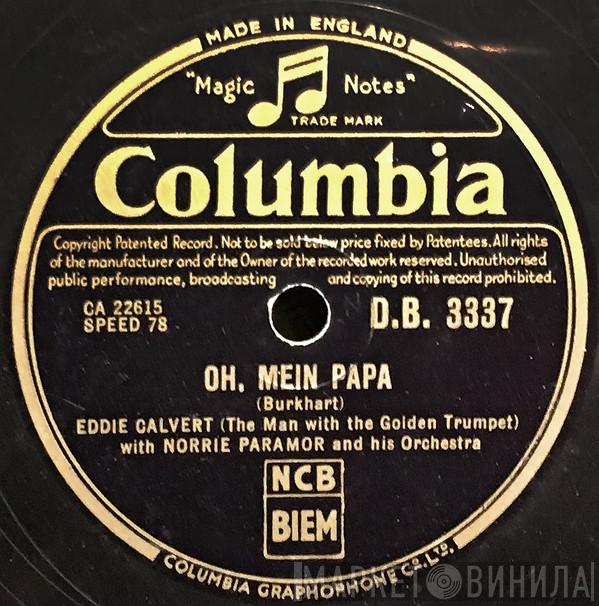 MADE IN ENGLAND
"Magic Notes"
TRADE MARK
Columbia
Copyright Patented Record. Not to be sold below price fixed by Patentees. All rights
of the manufacturer and of the Owner of the recorded work reserved. Unauthorised
public performance, broadcasting and copying of this record prohibited.
CA 22615
SPEED 78
D.B. 3337
OH, MEIN PAPA
(Burkhart)
EDDIE CALVERT (The Man with the Golden Trumpet)
with NORRIE PARAMOR and his Orchestra
NCB
BIEM
COLUMBIA GRAPHOPHONE CO. LTD.
МАРКЕТ ВИНИЛА